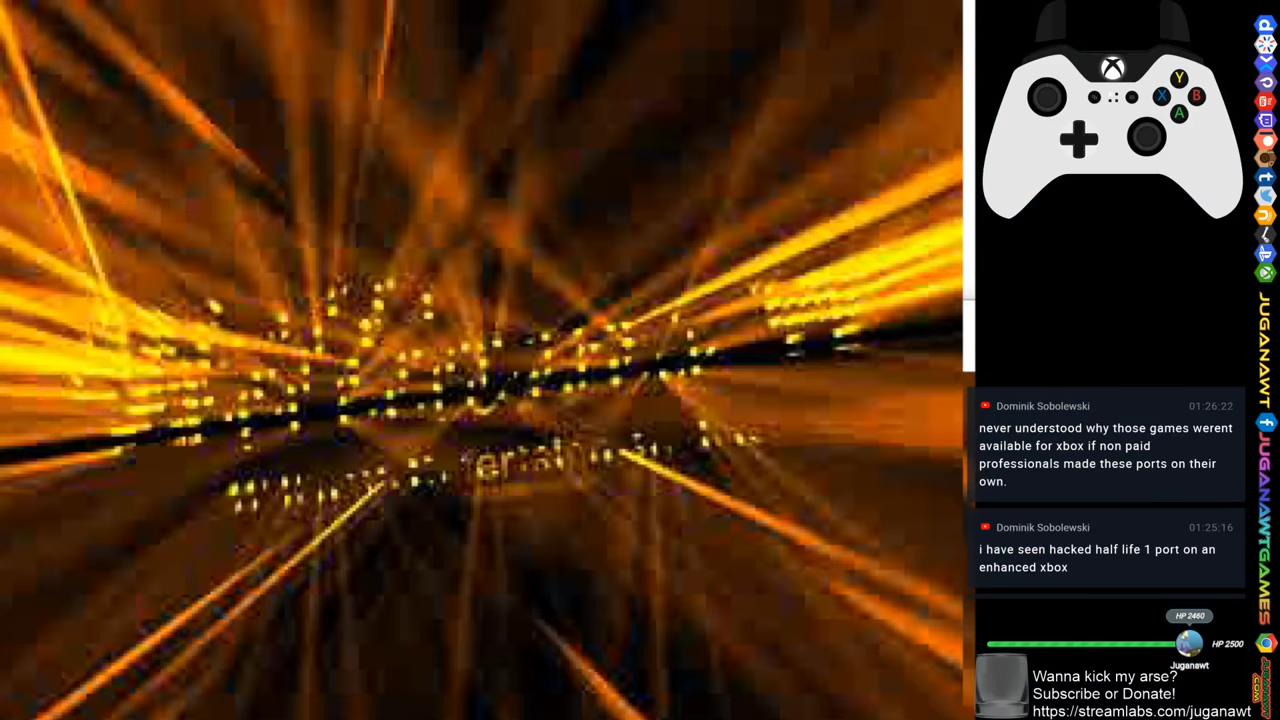 Y
X
B
A
JUGANAWT
JUGANAWTGAMES
Dominik Sobolewski 01:26:22
never understood why those games werent
available for xbox if non paid
professionals made these ports on their
own.
Dominik Sobolewski 01:25:16
i have seen hacked half life 1 port on an
enhanced xbox
HP 2460
HP 2500
Juganawt
Wanna kick my arse?
Subscribe or Donate!
https://streamlabs.com/juganawt